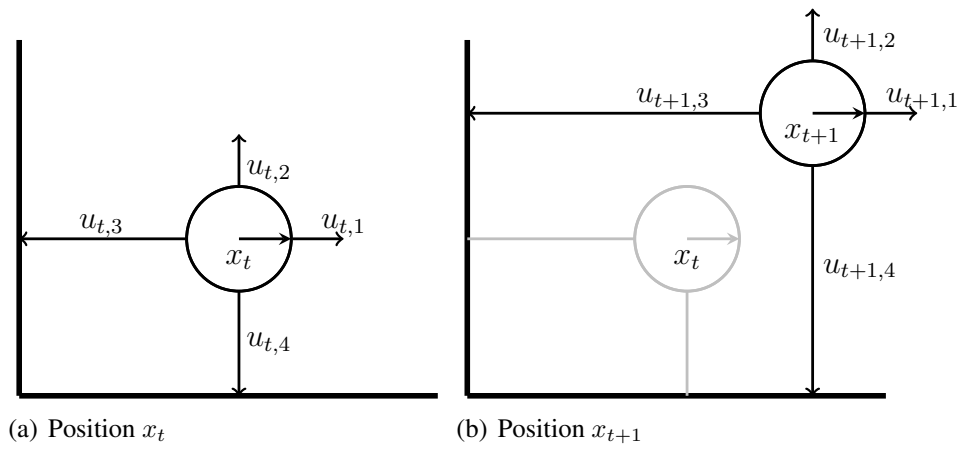 u_{t+1,2}
u_{t+1,3}
u_{t+1,1}
x_{t+1}
u_{t,2}
u_{t,3}
u_{t,1}
x_t
x_t
u_{t+1,4}
u_{t,4}
(a) Position x_t
(b) Position x_{t+1}